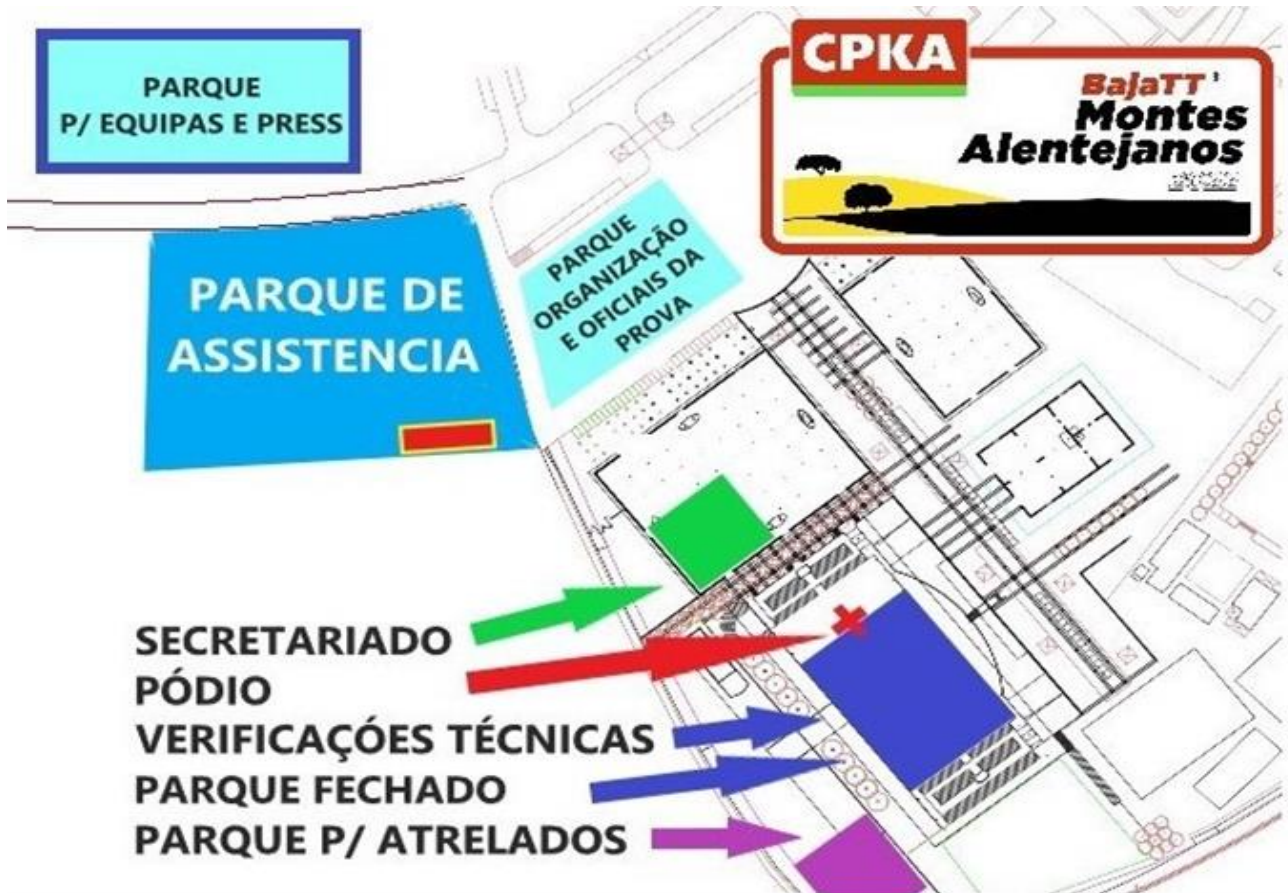 PARQUE
P/ EQUIPAS E PRESS
CPKA
BajaTT
Montes
Alentejanos
PARQUE
ORGANIZAÇÃO
E OFICIAIS DA
PROVA
PARQUE DE
ASSISTENCIA
SECRETARIADO
PÓDIO
VERIFICAÇÓES TÉCNICAS
PARQUE FECHADO
PARQUE P/ ATRELADOS